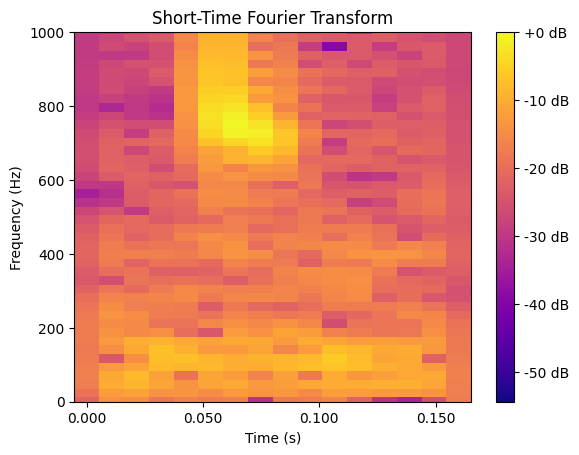 Short-Time Fourier Transform
1000
800
600
400
200
0
Frequency (Hz)
0.000
0.050
0.100
0.150
Time (s)
+0 dB
-10 dB
-20 dB
-30 dB
-40 dB
-50 dB